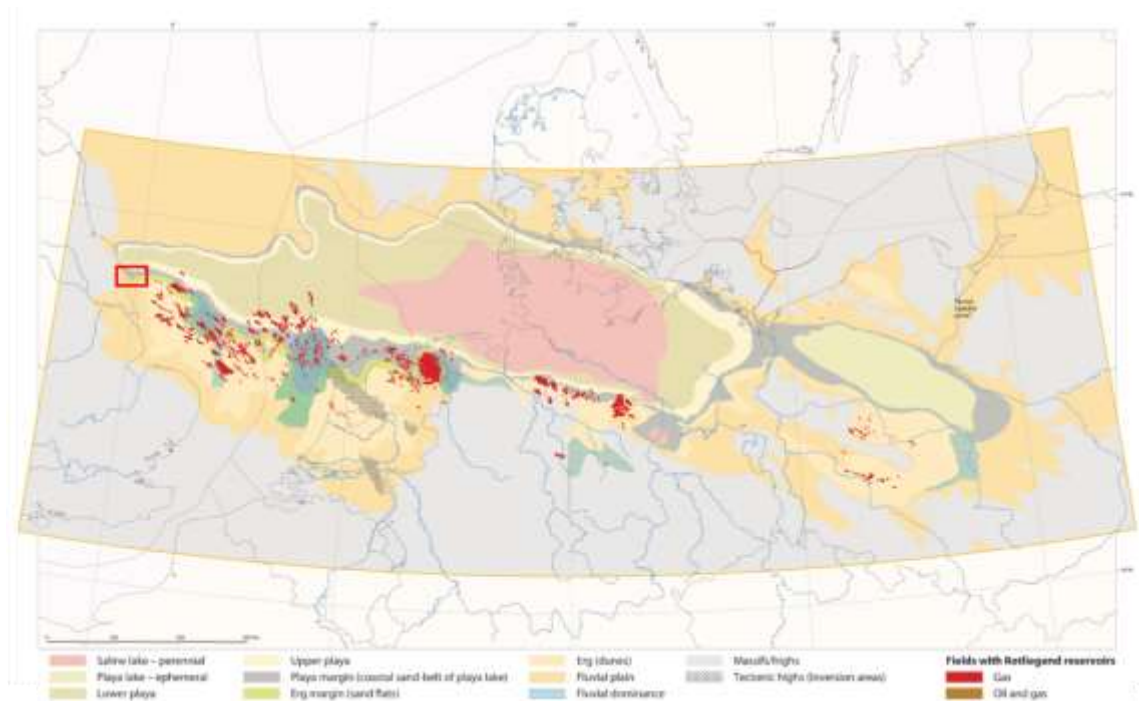 Saline lake – perennial
Playa lake – ephemeral
Lower playa
Upper playa
Playa margin (coastal sand-belt of playa lake)
Erg margin (sand flats)
Erg (dunes)
Fluvial plain
Fluvial dominance
Massifs/highs
Tectonic highs (inversion areas)
Fields with Rotliegend reservoirs
Gas
Oil and gas